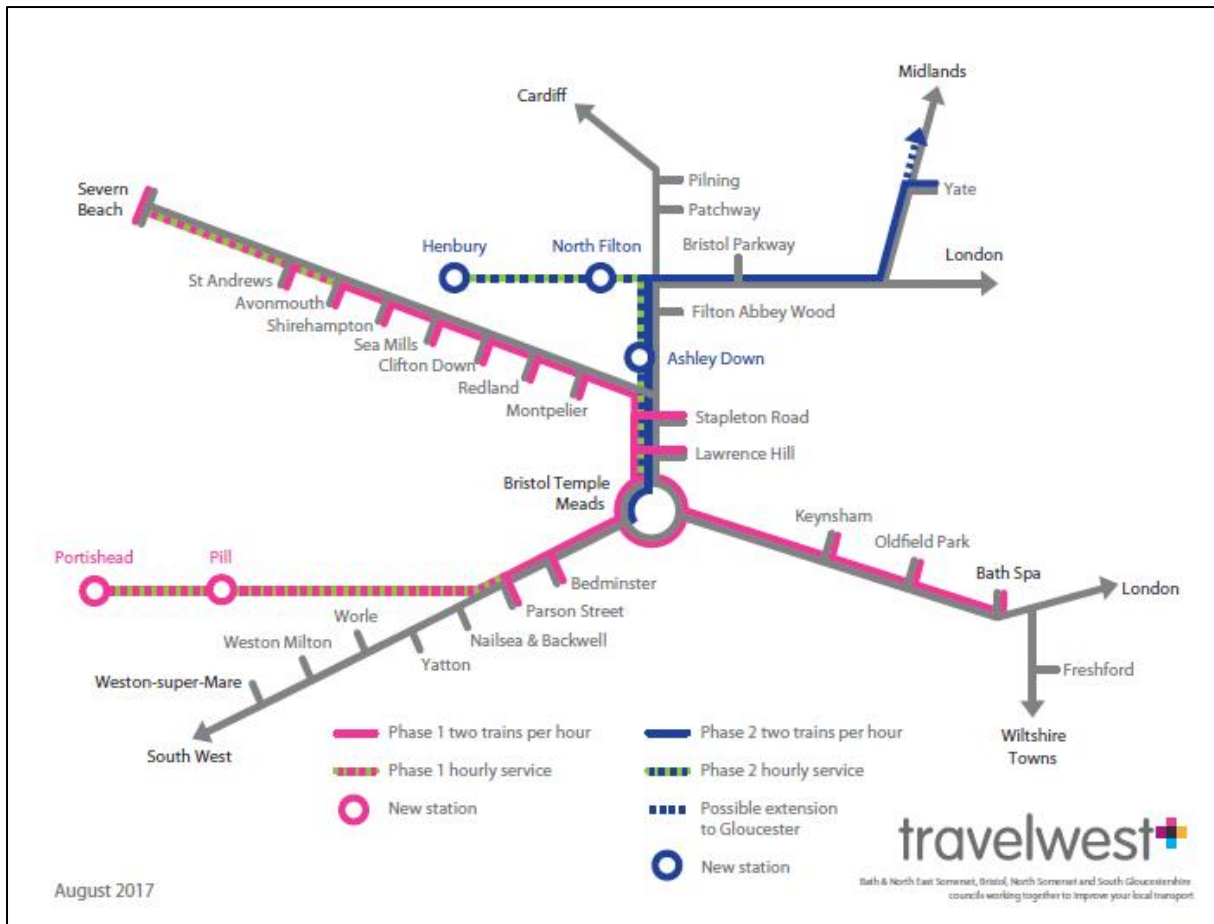 Midlands
Cardiff
Pilning
Severn
Beach
Yate
Patchway
Henbury
North Filton
Bristol Parkway
London
St Andrews
Avonmouth
Filton Abbey Wood
Shirehampton
Sea Mills
Ashley Down
Clifton Down
Redland
Montpelier
Stapleton Road
Lawrence Hill
Bristol Temple
Meads
Keynsham
Oldfield Park
Portishead
Pill
Bath Spa
Bedminster
London
Parson Street
Worle
Nailsea & Backwell
Weston Milton
Yatton
Freshford
Weston-super-Mare
South West
Wiltshire
Towns
Phase 1 two trains per hour
Phase 1 hourly service
New station
Phase 2 two trains per hour
Phase 2 hourly service
Possible extension
to Gloucester
New station
travelwest
Bath & North East Somerset, Bristol, North Somerset and South Gloucestershire
councils working together to improve your local transport
August 2017